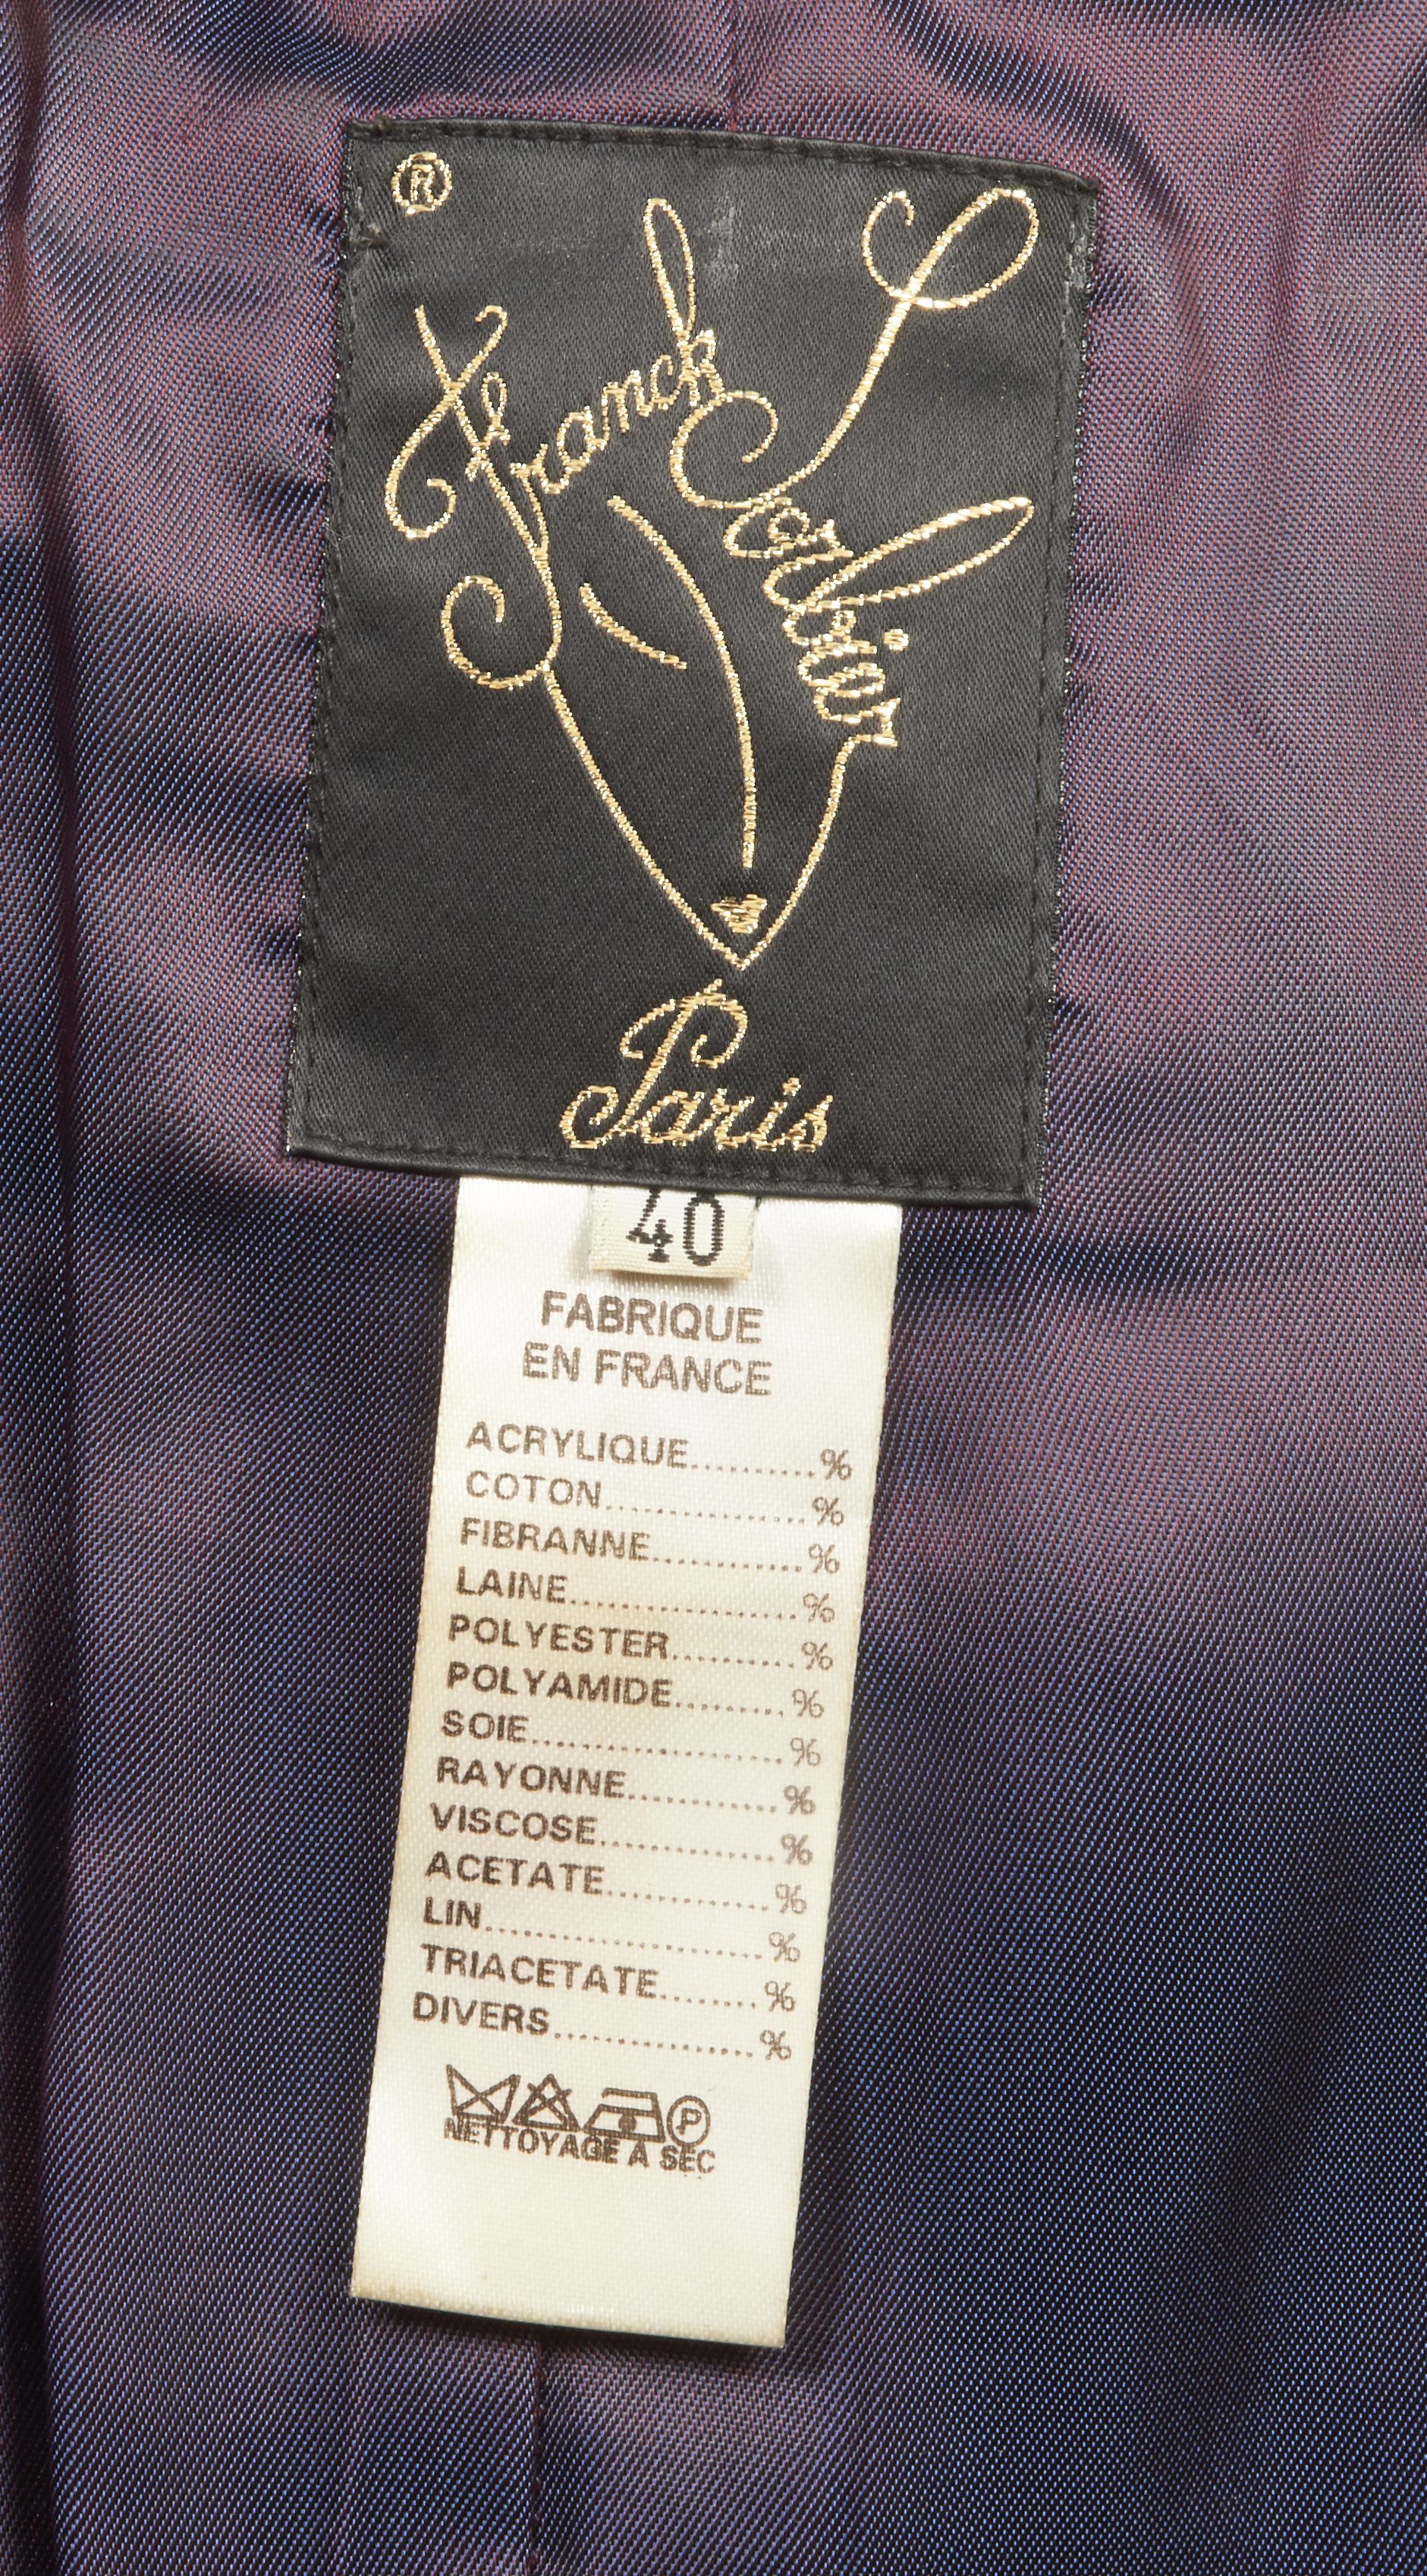 ®
Franck Sorbier
Paris
40
FABRIQUE
EN FRANCE
ACRYLIQUE..........%
COTON.................%
FIBRANNE.............%
LAINE...................%
POLYESTER...........%
POLYAMIDE.........%
SOIE.....................%
RAYONNE.............%
VISCOSE...............%
ACETATE..............%
LIN.......................%
TRIACETATE........%
DIVERS.................%
P
NETTOYAGE A SEC